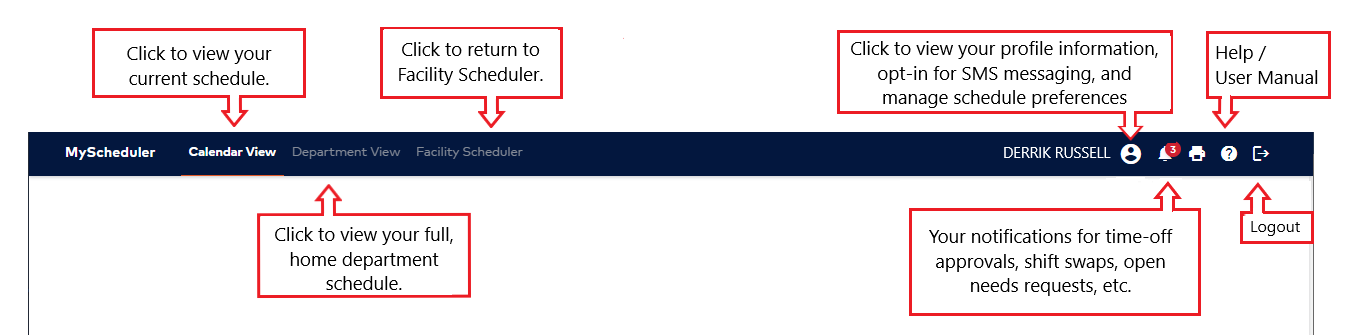 Click to view your
current schedule.
Click to return to
Facility Scheduler.
Click to view your profile information,
opt-in for SMS messaging, and
manage schedule preferences
Help /
User Manual
MyScheduler Calendar View Department View Facility Scheduler DERRIK RUSSELL 3 ?
Click to view your full,
home department
schedule.
Your notifications for time-off
approvals, shift swaps, open
needs requests, etc.
Logout